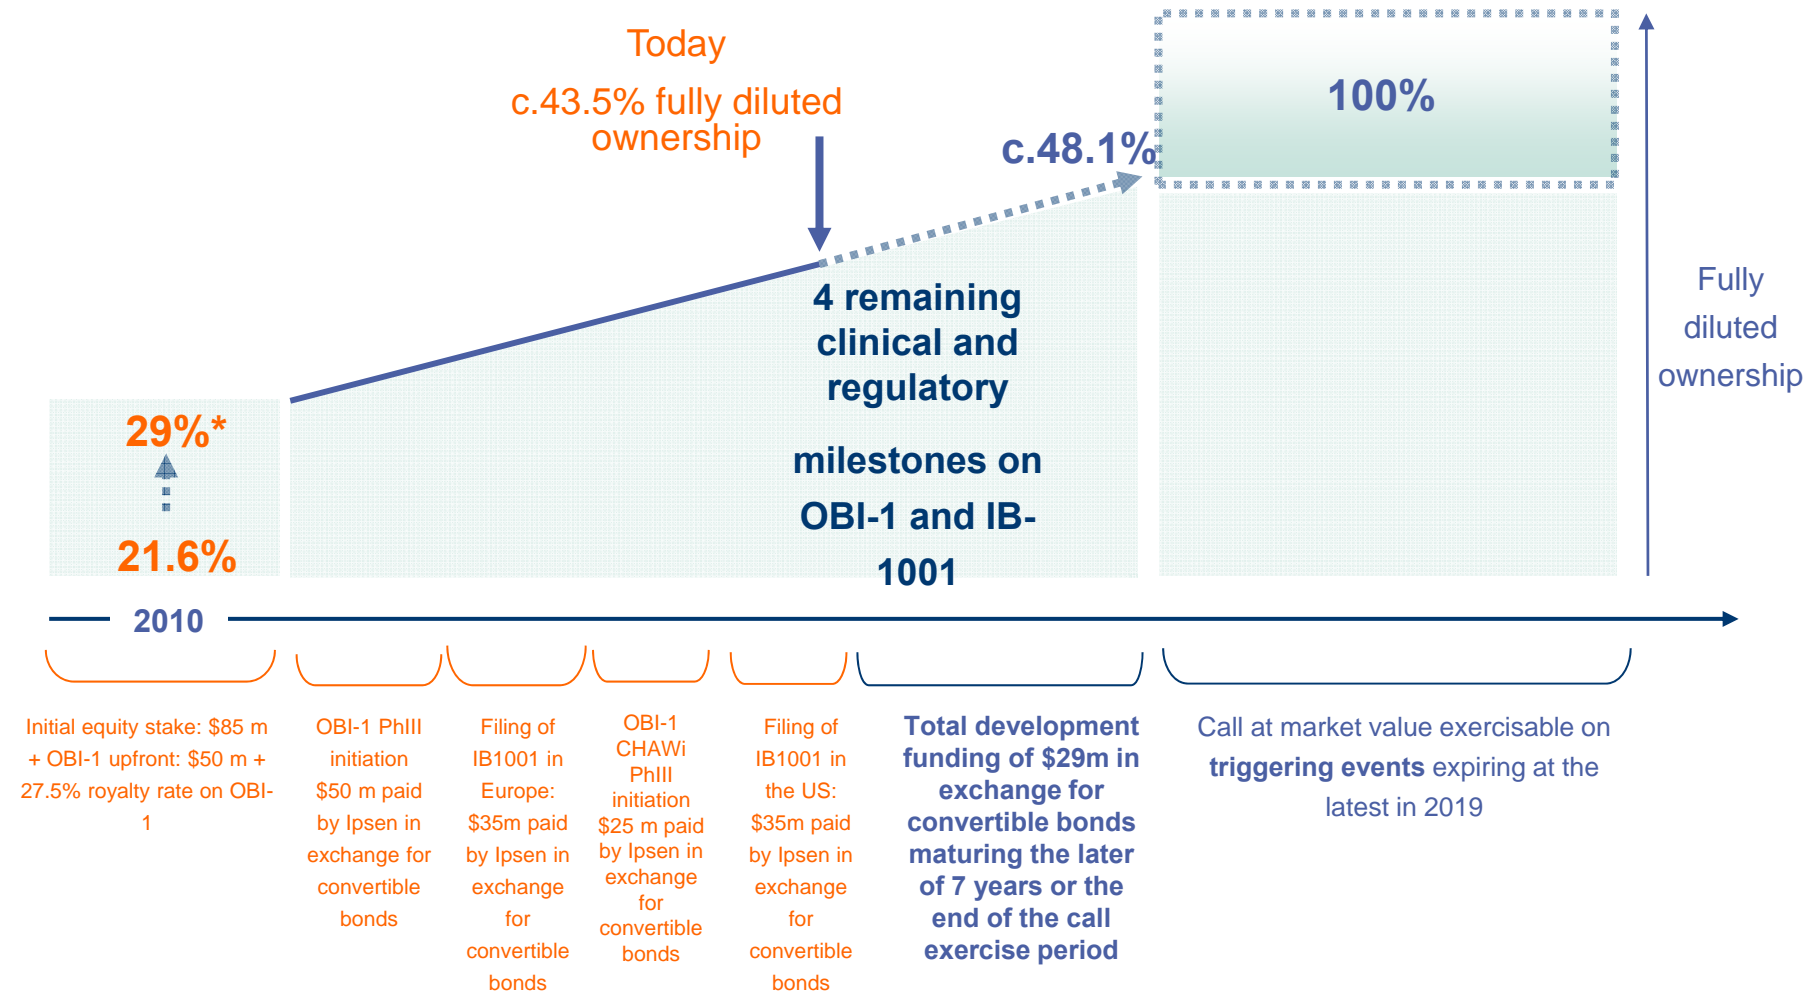 Today
c.43.5% fully diluted
ownership
c.48.1%
100%
Fully
diluted
ownership
4 remaining
clinical and
regulatory
milestones on
OBI-1 and IB-
1001
29%*
21.6%
2010
Initial equity stake: $85 m
+ OBI-1 upfront: $50 m +
27.5% royalty rate on OBI-
1
OBI-1 PhIII
initiation
$50 m paid
by Ipsen in
exchange for
convertible
bonds
Filing of
IB1001 in
Europe:
$35m paid
by Ipsen in
exchange
for
convertible
bonds
OBI-1
CHAWi
PhIII
initiation
$25 m paid
by Ipsen in
exchange
for
convertible
bonds
Filing of
IB1001 in
the US:
$35m paid
by Ipsen in
exchange
for
convertible
bonds
Total development
funding of $29m in
exchange for
convertible bonds
maturing the later
of 7 years or the
end of the call
exercise period
Call at market value exercisable on
triggering events expiring at the
latest in 2019